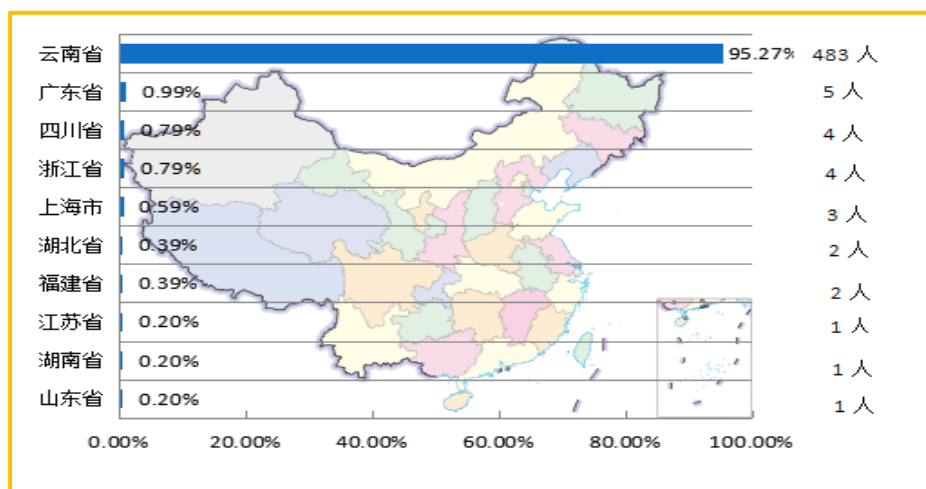 云南省 95.27% 483 人
广东省 0.99% 5 人
四川省 0.79% 4 人
浙江省 0.79% 4 人
上海市 0.59% 3 人
湖北省 0.39% 2 人
福建省 0.39% 2 人
江苏省 0.20% 1 人
湖南省 0.20% 1 人
山东省 0.20% 1 人
0.00% 20.00% 40.00% 60.00% 80.00% 100.00%